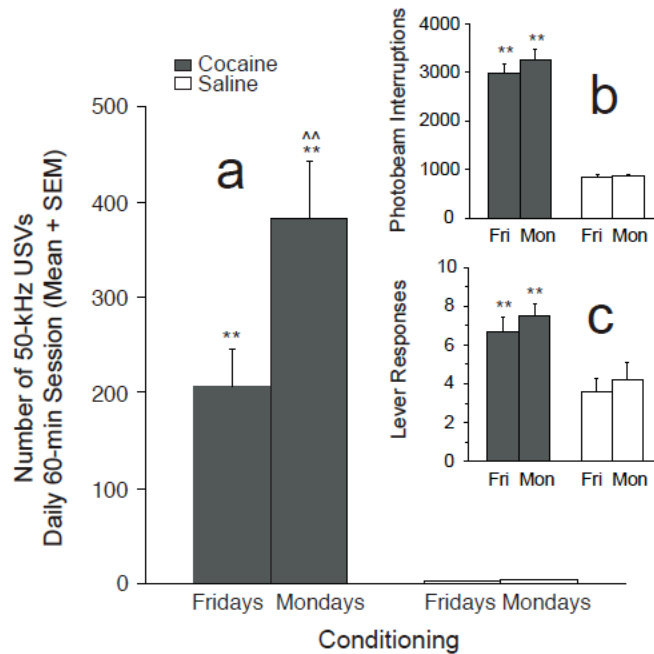 Cocaine
Saline
Number of 50-kHz USVs
Daily 60-min Session (Mean + SEM)
500
400
300
200
100
0
a
**
^^
**
Fridays Mondays
Fridays Mondays
Conditioning
Photobeam Interruptions
4000
3000
2000
1000
0
**
**
b
Fri Mon
Fri Mon
Lever Responses
10
8
6
4
2
0
**
**
c
Fri Mon
Fri Mon